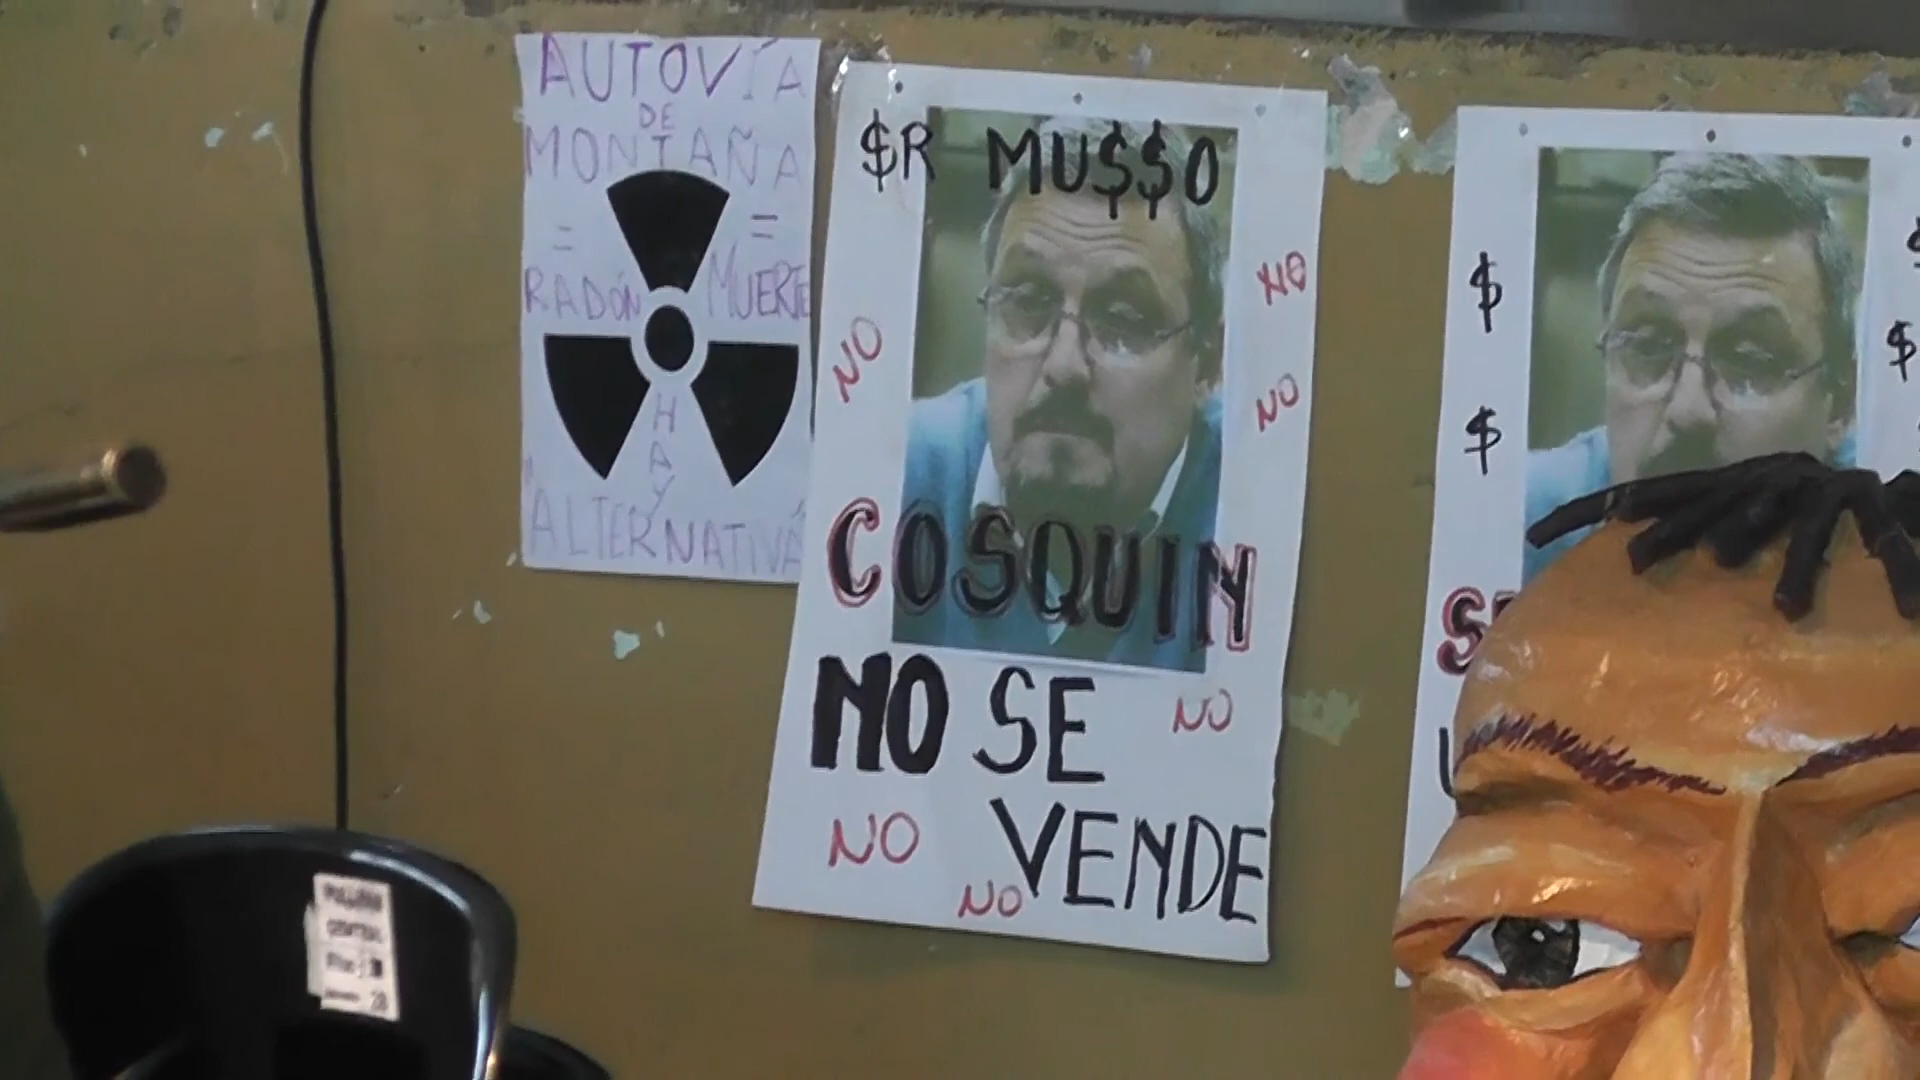 AUTOVÍA
DE
MONTAÑA
= =
RADÓN MUERTE
HAY
ALTERNATIVA
$R MU$$O
NO
NO
NO
COSQUIN
NO SE
NO
VENDE
NO
NO
$
$
$